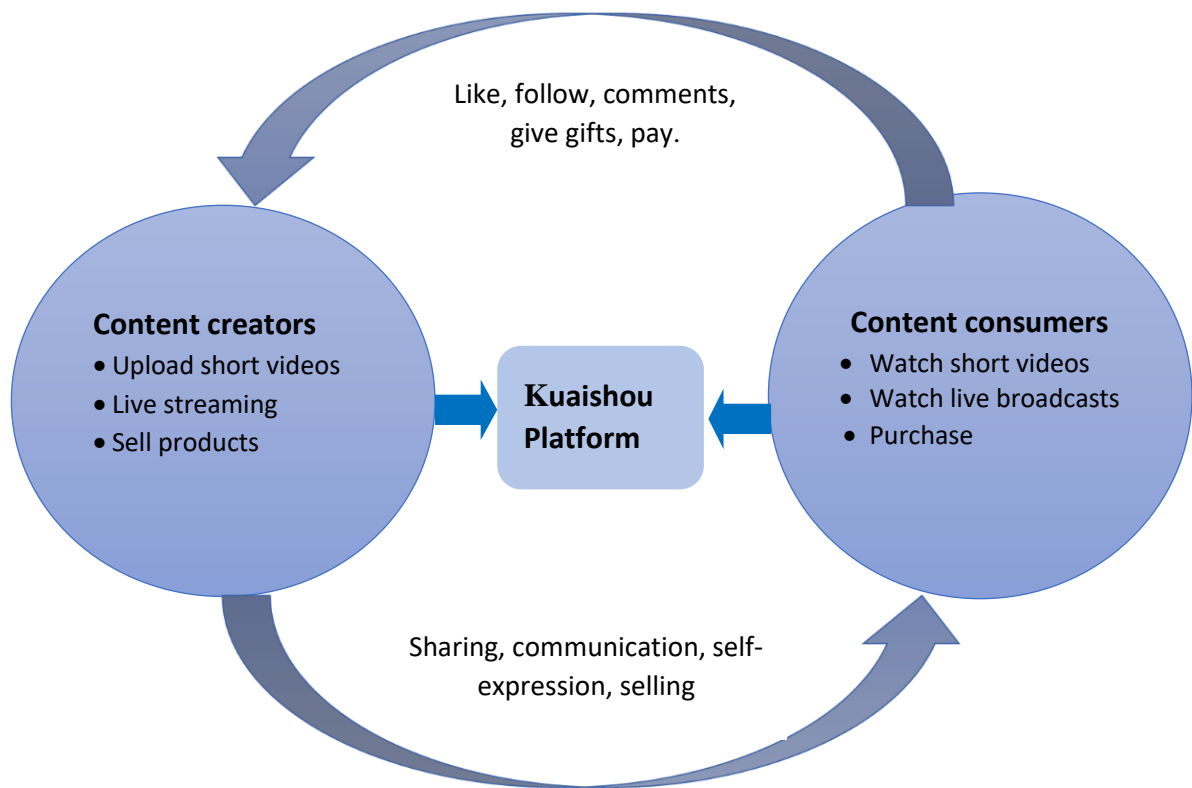 Like, follow, comments,
give gifts, pay.
Content creators
• Upload short videos
• Live streaming
• Sell products
Kuaishou
Platform
Content consumers
• Watch short videos
• Watch live broadcasts
• Purchase
Sharing, communication, self-
expression, selling